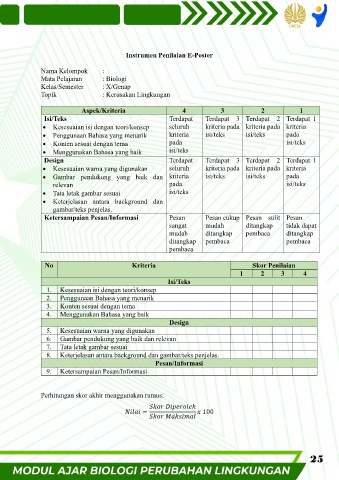 Instrumen Penilaian E-Poster
Nama Kelompok :
Mata Pelajaran : Biologi
Kelas/Semester : X/Genap
Topik : Kerusakan Lingkungan
Aspek/Kriteria 4 3 2 1
Isi/Teks
• Kesesuaian isi dengan teori/konsep
• Penggunaan Bahasa yang menarik
• Konten sesuai dengan tema
• Menggunakan Bahasa yang baik
Terdapat
seluruh
kriteria
pada
isi/teks
Terdapat 3
kriteria pada
isi/teks
Terdapat 2
kriteria pada
isi/teks
Terdapat 1
kriteria
pada
isi/teks
Design
• Kesesuaian warna yang digunakan
• Gambar pendukung yang baik dan
relevan
• Tata letak gambar sesuai
• Keterjelasan antara background dan
gambar/teks penjelas.
Terdapat
seluruh
kriteria
pada
isi/teks
Terdapat 3
kriteria pada
isi/teks
Terdapat 2
kriteria pada
isi/teks
Terdapat 1
kriteria
pada
isi/teks
Ketersampaian Pesan/Informasi
Pesan
sangat
mudah
ditangkap
pembaca
Pesan cukup
mudah
ditangkap
pembaca
Pesan sulit
ditangkap
pembaca
Pesan
tidak dapat
ditangkap
pembaca
No Kriteria Skor Penilaian
1 2 3 4
Isi/Teks
1. Kesesuaian isi dengan teori/konsep
2. Penggunaan Bahasa yang menarik
3. Konten sesuai dengan tema
4. Menggunakan Bahasa yang baik
Design
5. Kesesuaian warna yang digunakan
6. Gambar pendukung yang baik dan relevan
7. Tata letak gambar sesuai
8. Keterjelasan antara background dan gambar/teks penjelas.
Pesan/Informasi
9. Ketersampaian Pesan/Informasi
Perhitungan skor akhir menggunakan rumus:
Nilai = Skor Diperoleh / Skor Maksimal x 100
25
MODUL AJAR BIOLOGI PERUBAHAN LINGKUNGAN